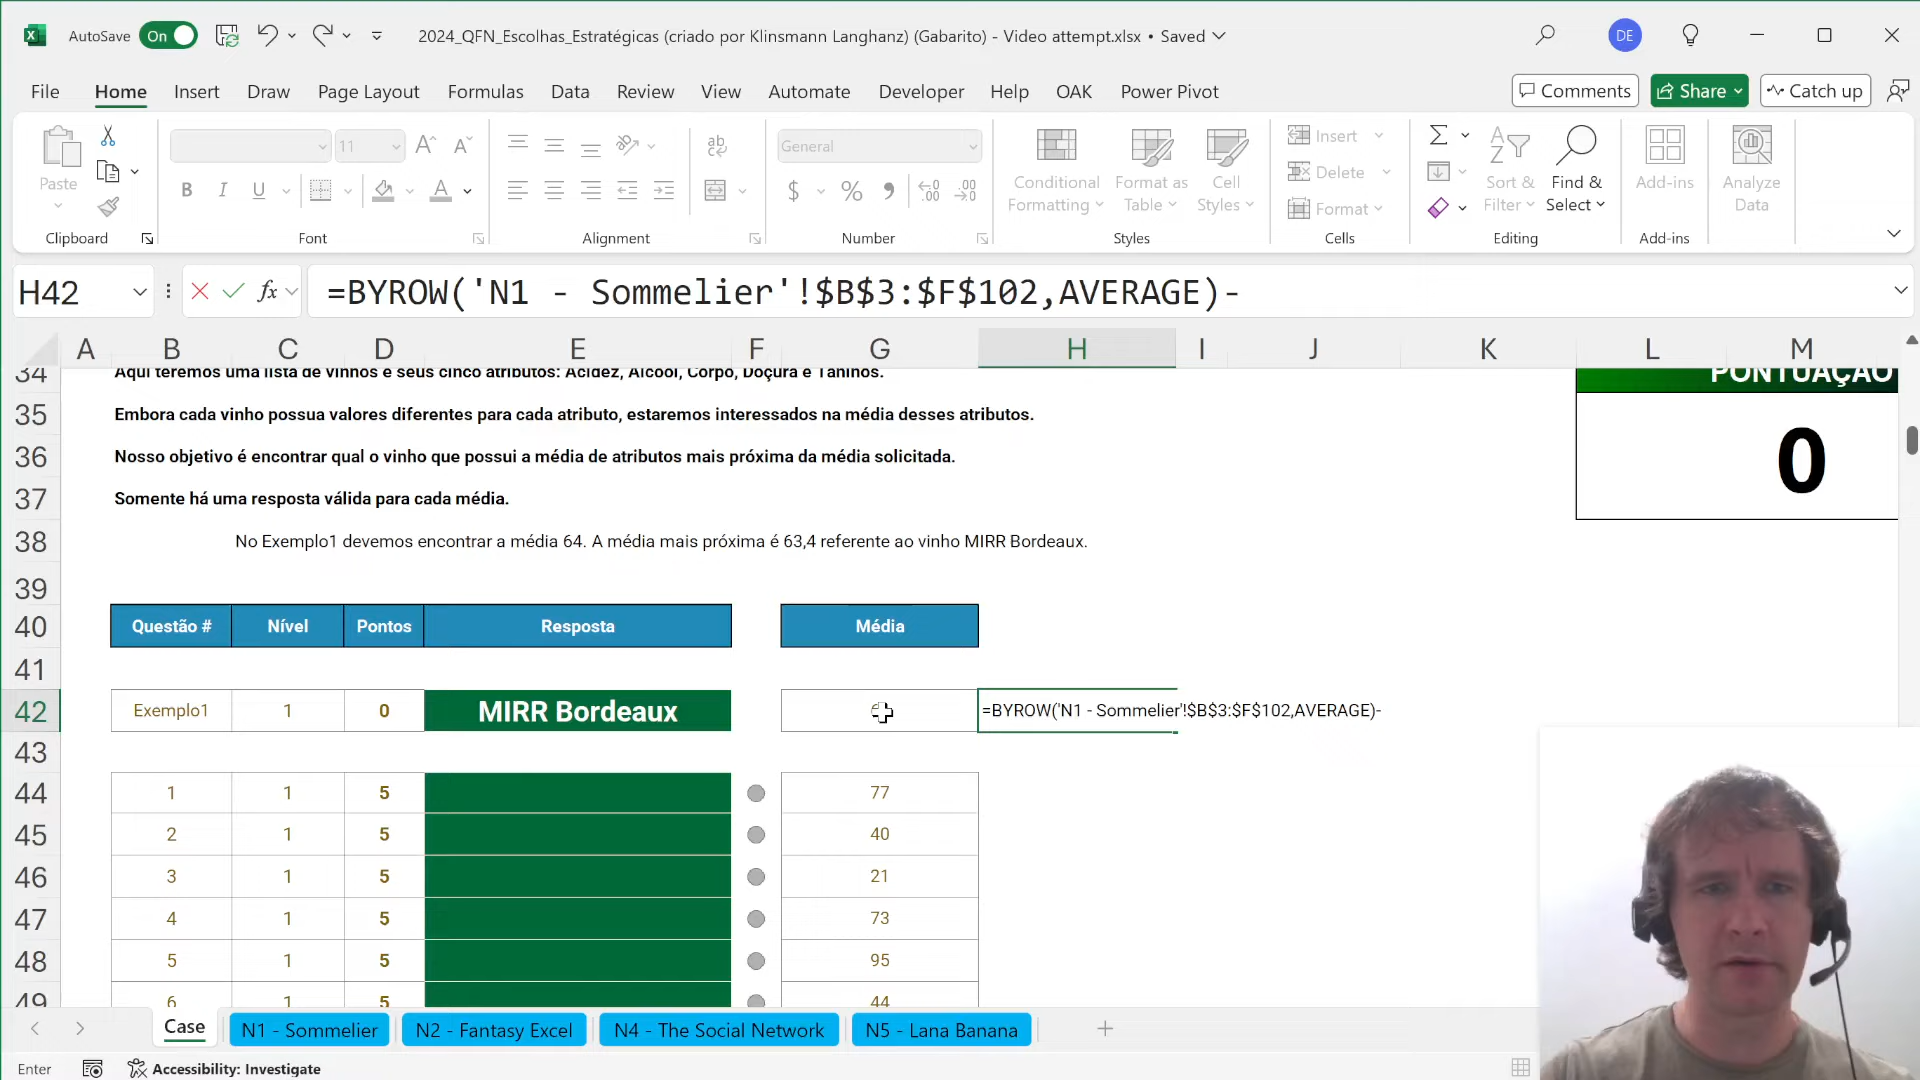 AutoSave On 2024_QFN_Escolhas_Estratégicas (criado por Klinsmann Langhanz) (Gabarito) - Video attempt.xlsx • Saved DE
File Home Insert Draw Page Layout Formulas Data Review View Automate Developer Help OAK Power Pivot Comments Share Catch up
11 General Insert
Paste B I U ab Conditional Formatting Format as Table Cell Styles Delete Sort & Filter Find & Select Add-ins Analyze Data
Format
Clipboard Font Alignment Number Styles Cells Editing Add-ins
H42 fx =BYROW('N1 - Sommelier'!$B$3:$F$102,AVERAGE)-
A B C D E F G H I J K L M
34 Aqui teremos uma lista de vinhos e seus cinco atributos: Acidez, Álcool, Corpo, Doçura e Taninos. PONTUAÇÃO
35 Embora cada vinho possua valores diferentes para cada atributo, estaremos interessados na média desses atributos.
36 Nosso objetivo é encontrar qual o vinho que possui a média de atributos mais próxima da média solicitada. 0
37 Somente há uma resposta válida para cada média.
38 No Exemplo1 devemos encontrar a média 64. A média mais próxima é 63,4 referente ao vinho MIRR Bordeaux.
39
40 Questão # Nível Pontos Resposta Média
41
42 Exemplo1 1 0 MIRR Bordeaux =BYROW('N1 - Sommelier'!$B$3:$F$102,AVERAGE)-
43
44 1 1 5 77
45 2 1 5 40
46 3 1 5 21
47 4 1 5 73
48 5 1 5 95
49 6 1 5 44
Case N1 - Sommelier N2 - Fantasy Excel N4 - The Social Network N5 - Lana Banana
Enter Accessibility: Investigate